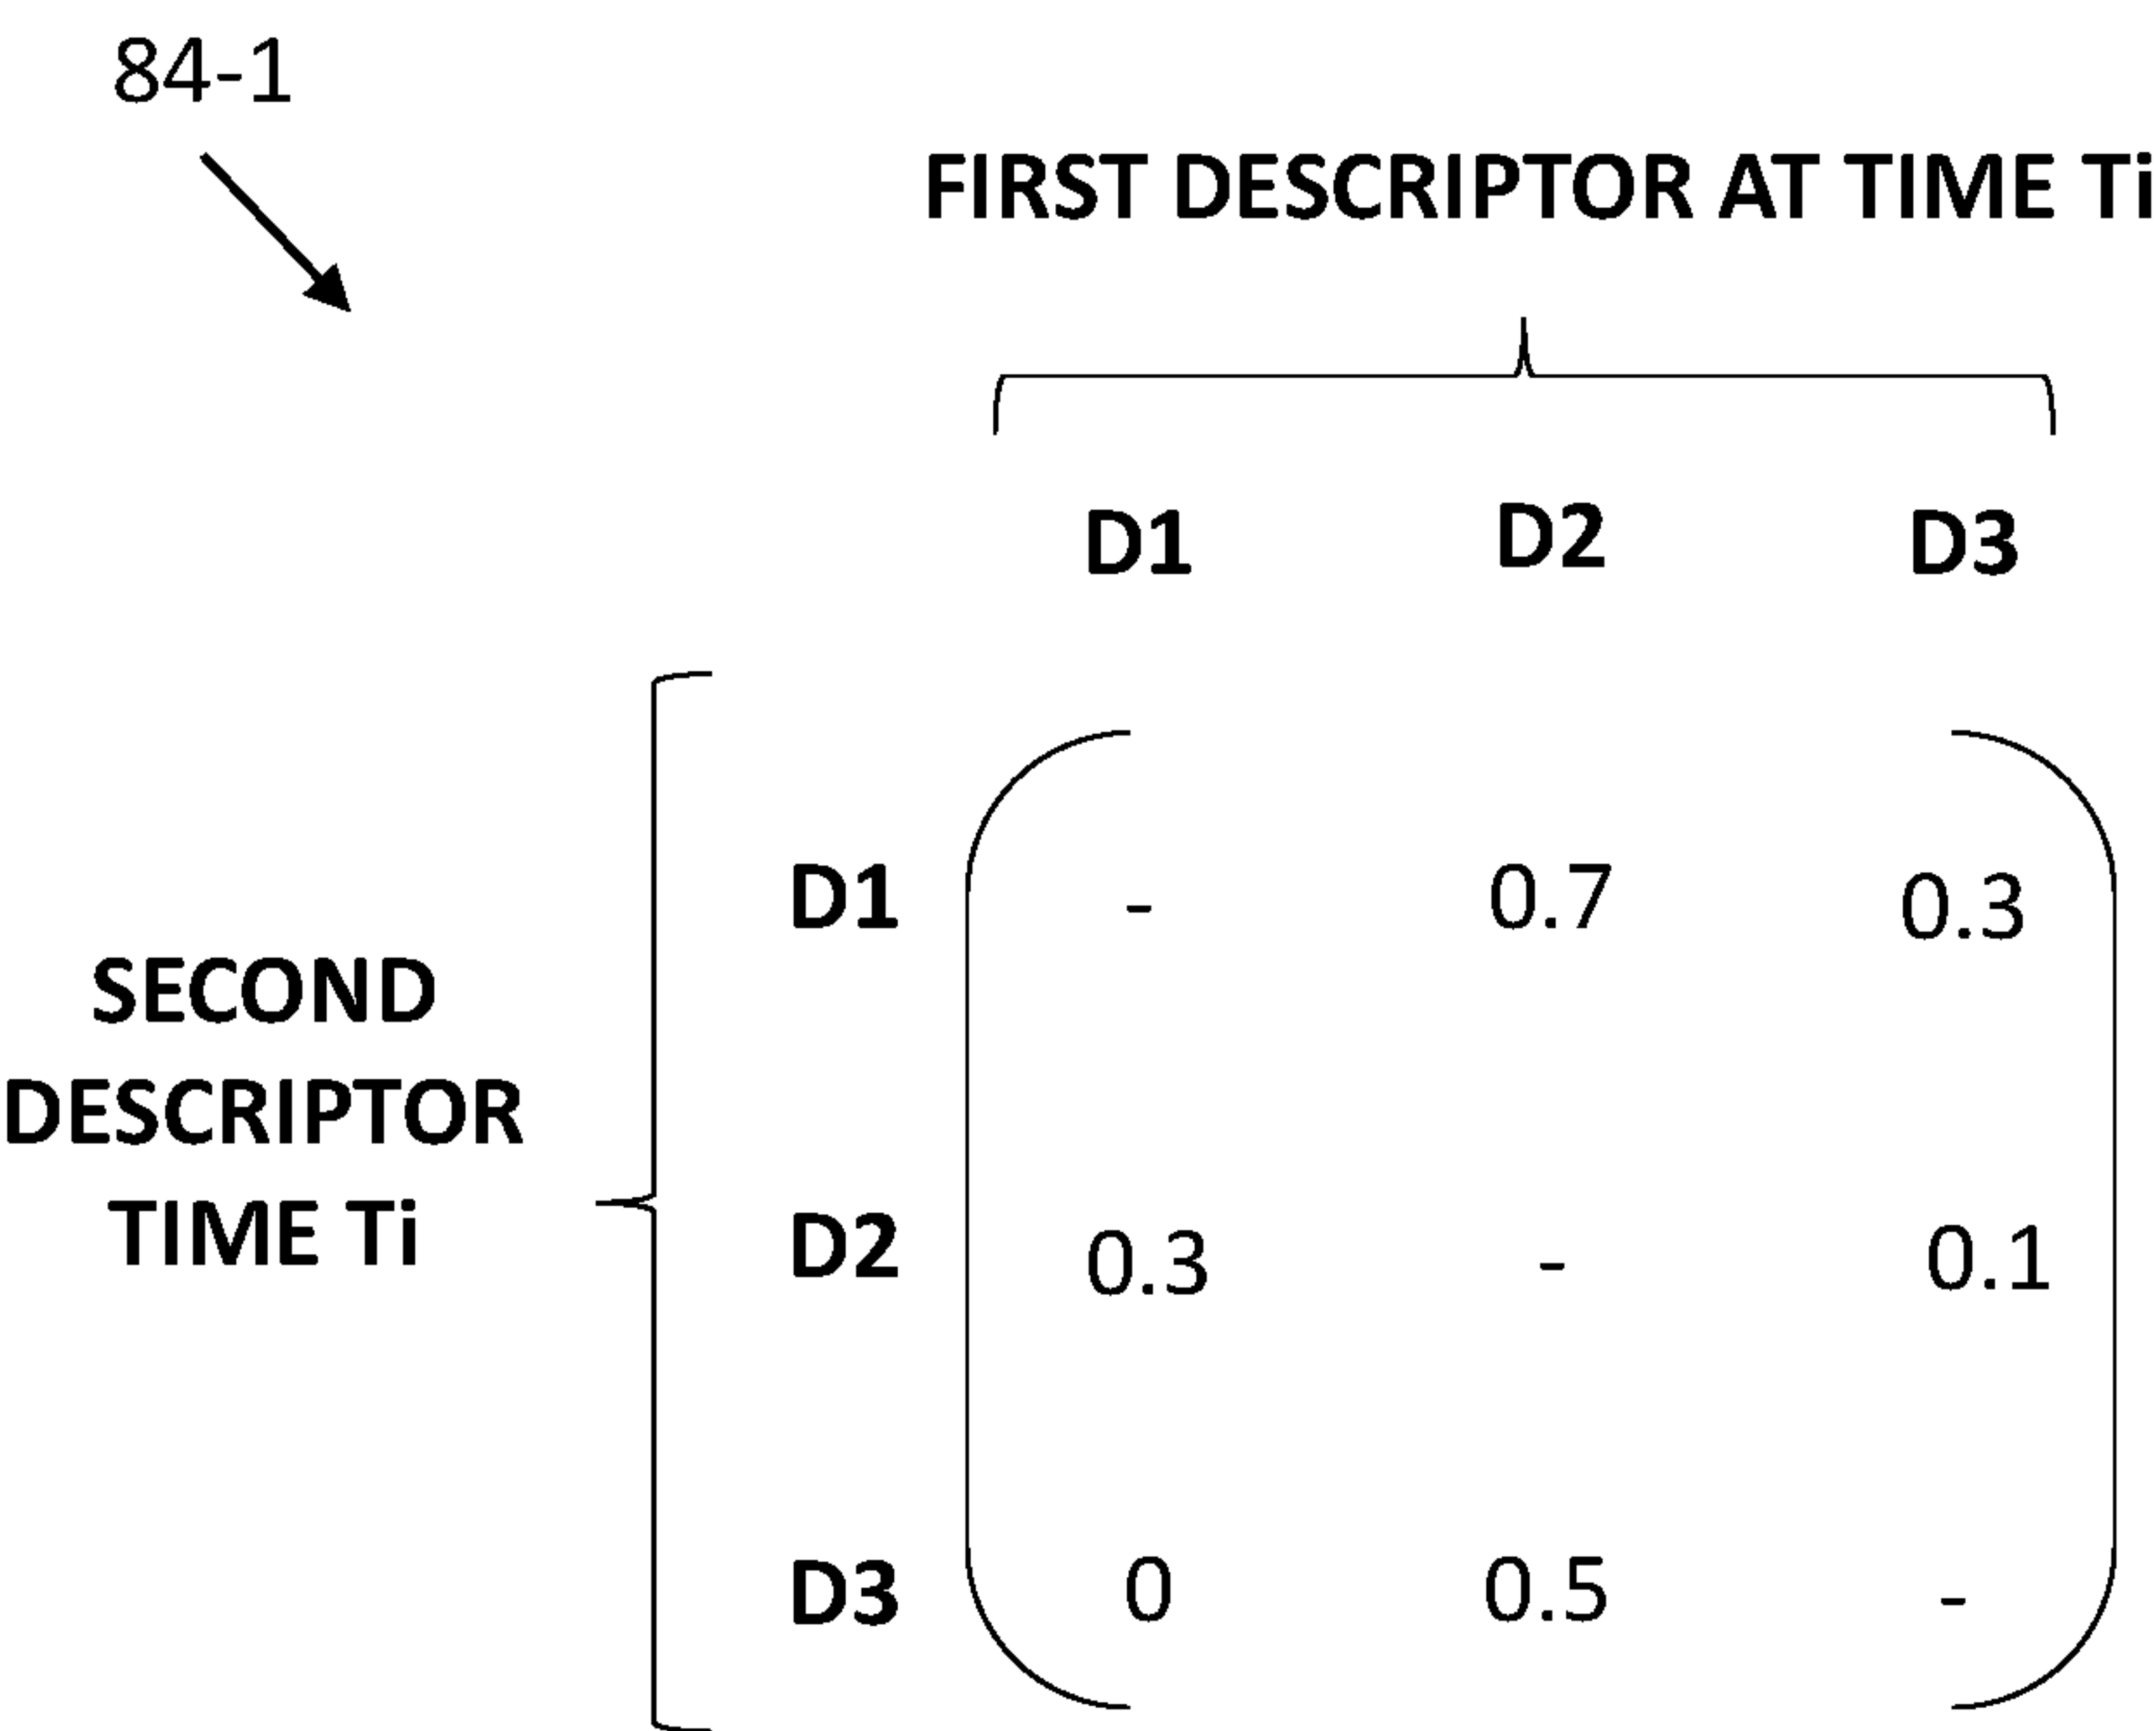 84-1
FIRST DESCRIPTOR AT TIME Ti
D1 D2 D3
SECOND
DESCRIPTOR
TIME Ti
D1 - 0.7 0.3
D2 0.3 - 0.1
D3 0 0.5 -